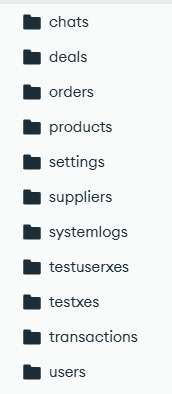 chats
deals
orders
products
settings
suppliers
systemlogs
testuserxes
testxes
transactions
users